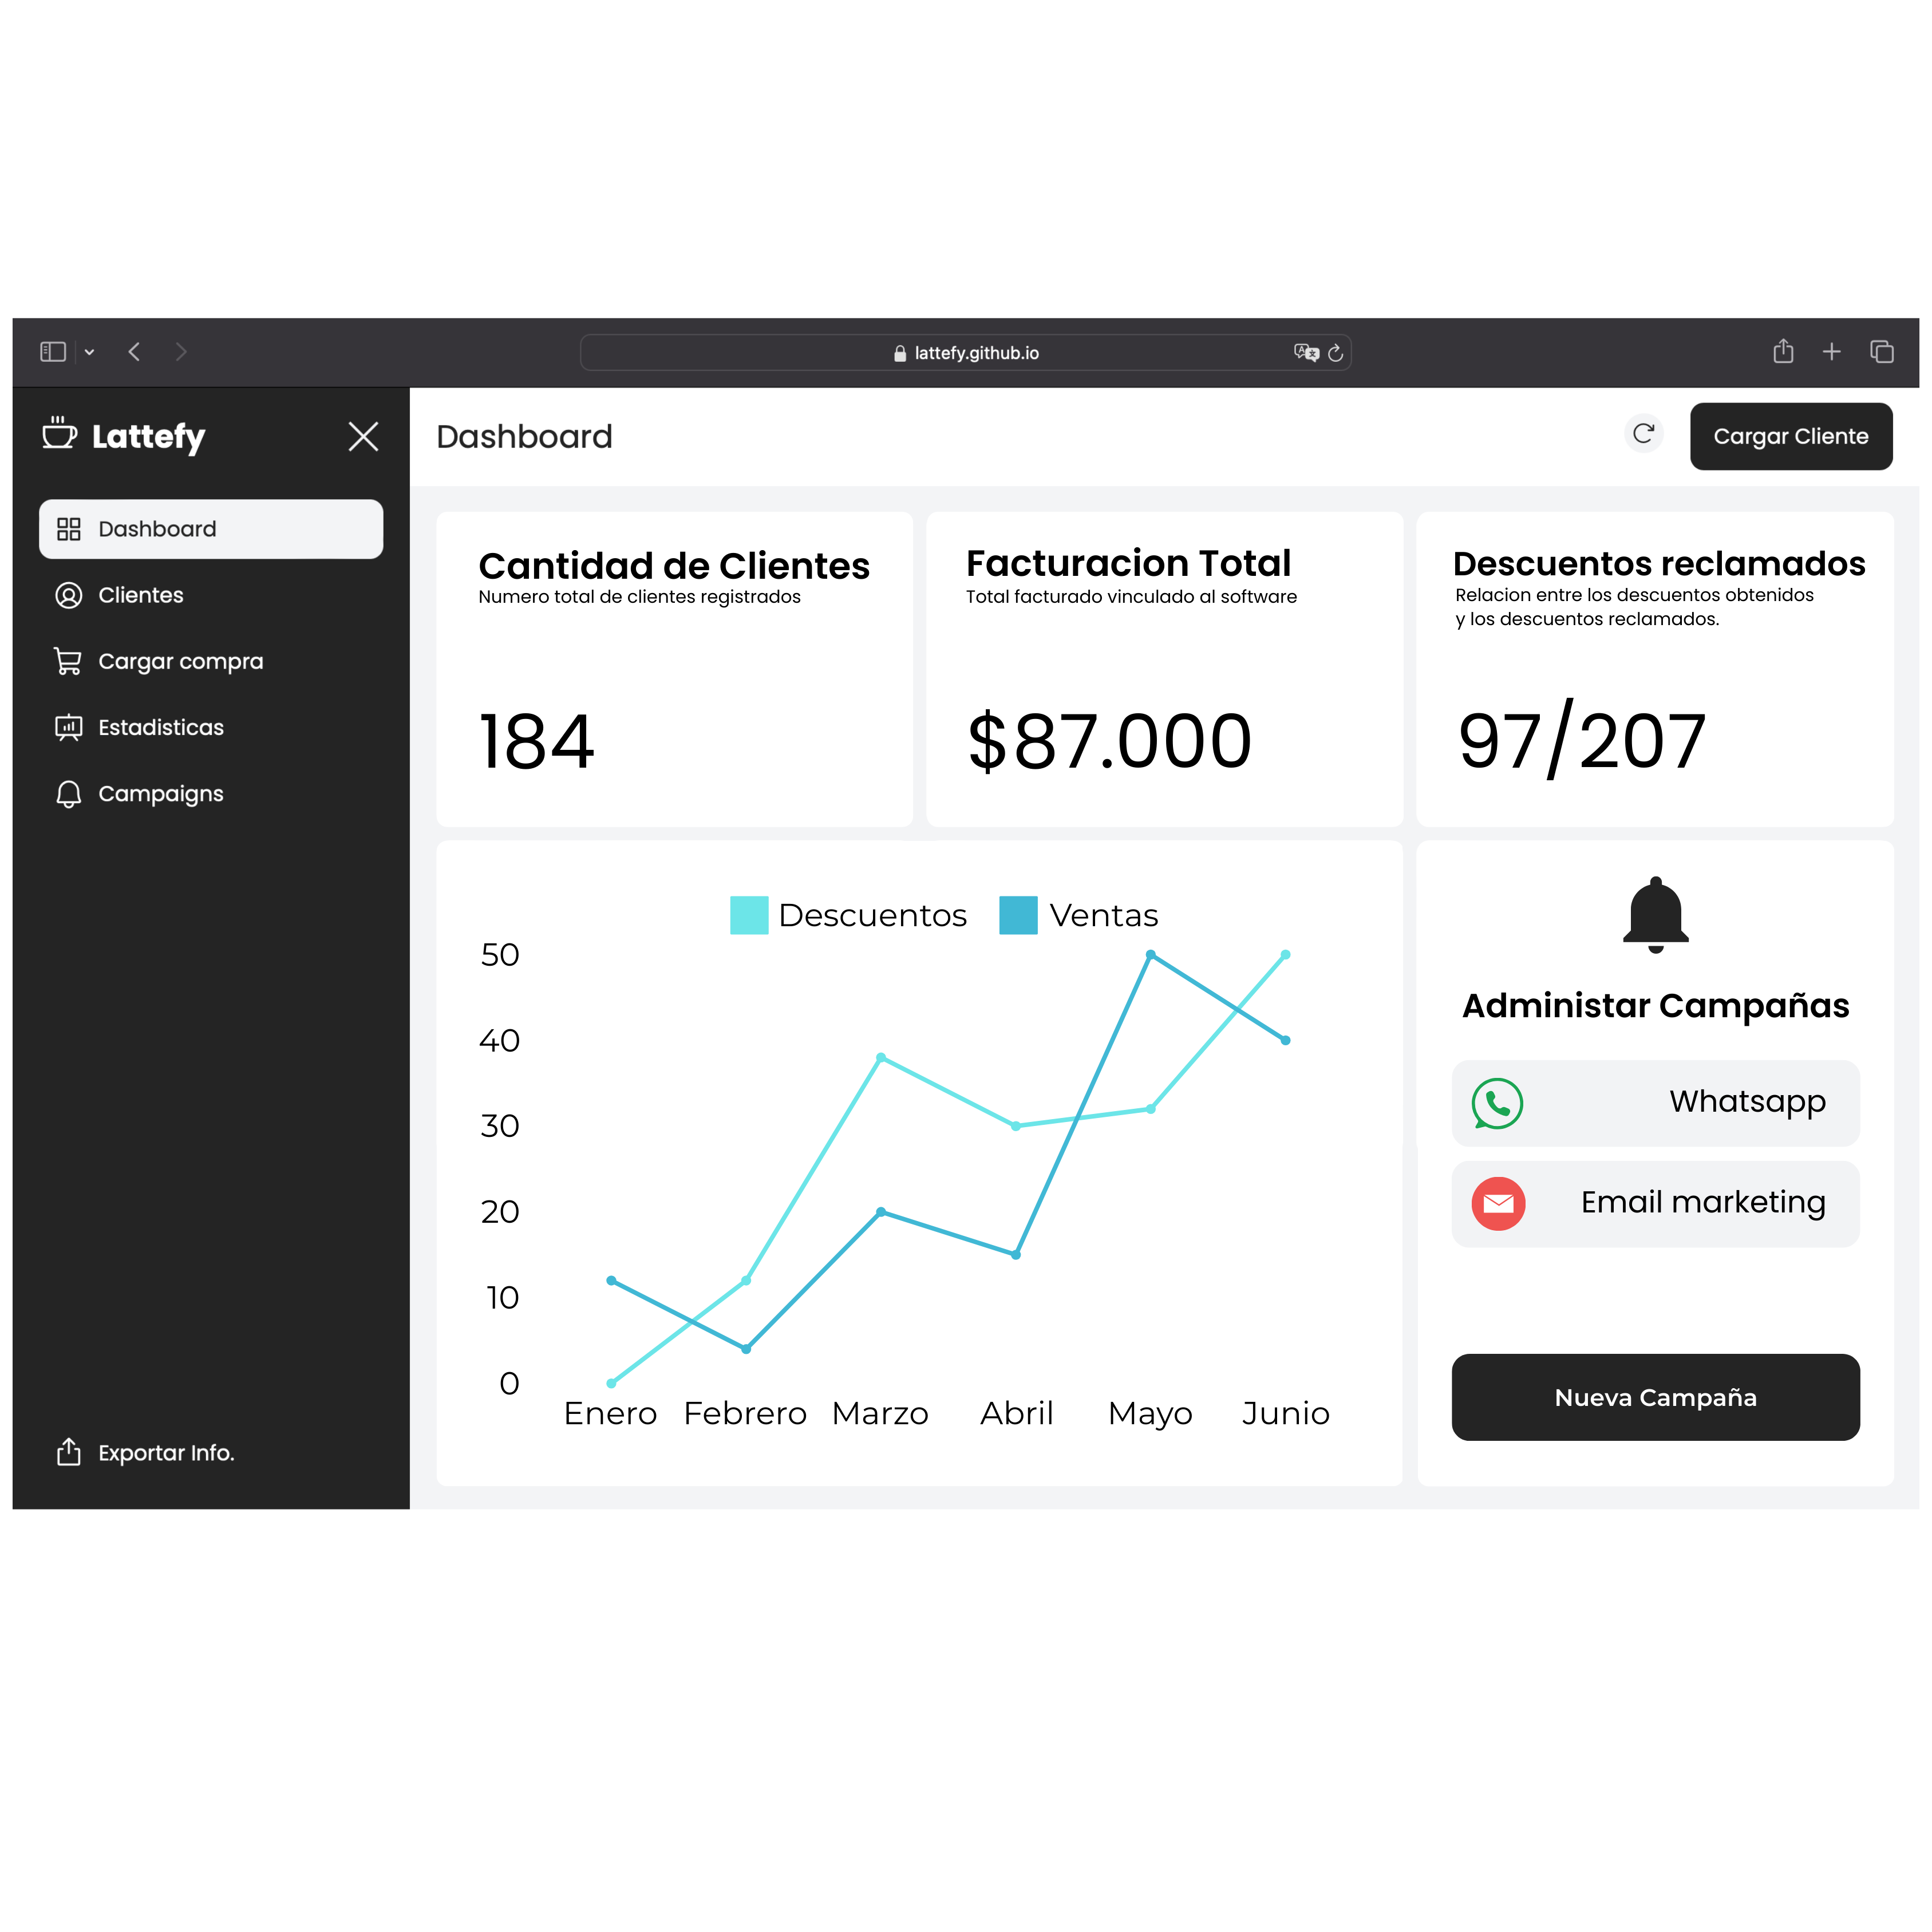 lattefy.github.io
Lattefy
Dashboard
Clientes
Cargar compra
Estadisticas
Campaigns
Exportar Info.
Dashboard
Cargar Cliente
Cantidad de Clientes
Numero total de clientes registrados
184
Facturacion Total
Total facturado vinculado al software
$87.000
Descuentos reclamados
Relacion entre los descuentos obtenidos
y los descuentos reclamados.
97/207
Descuentos Ventas
50
40
30
20
10
0
Enero Febrero Marzo Abril Mayo Junio
Administar Campañas
Whatsapp
Email marketing
Nueva Campaña